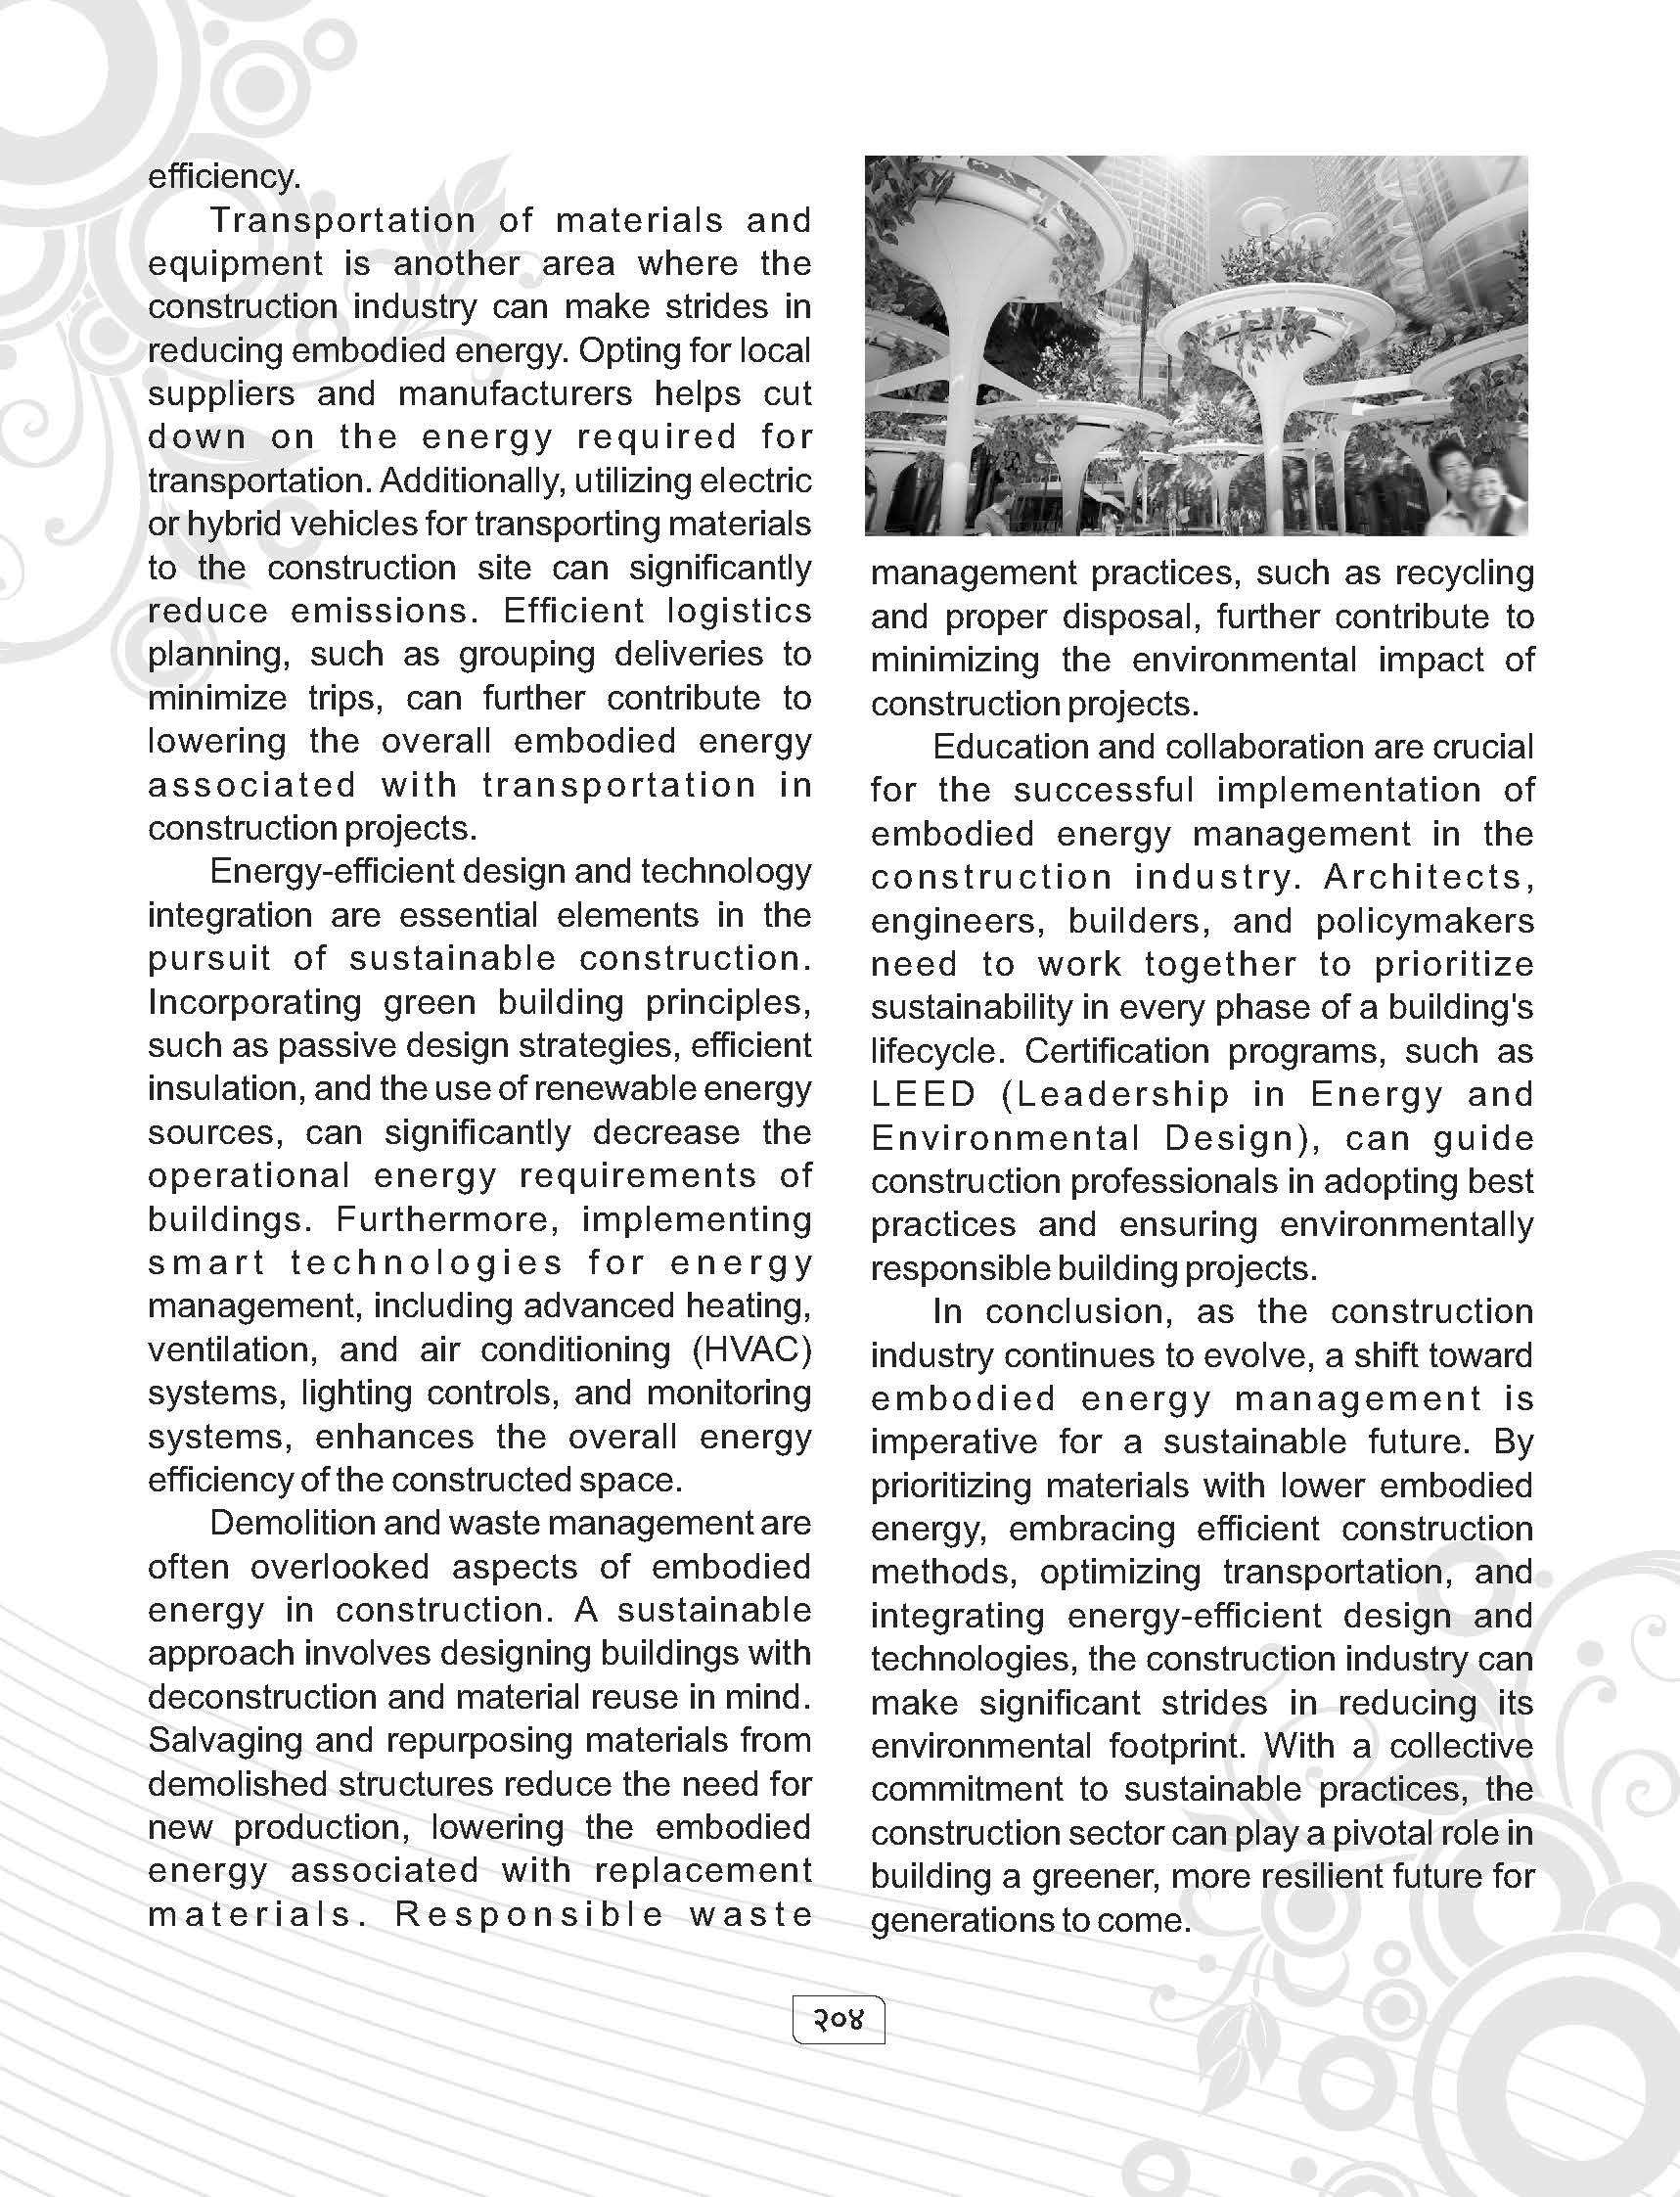 efficiency.
Transportation of materials and
equipment is another area where the
construction industry can make strides in
reducing embodied energy. Opting for local
suppliers and manufacturers helps cut
down on the energy required for
transportation. Additionally, utilizing electric
or hybrid vehicles for transporting materials
to the construction site can significantly
reduce emissions. Efficient logistics
planning, such as grouping deliveries to
minimize trips, can further contribute to
lowering the overall embodied energy
associated with transportation in
construction projects.
Energy-efficient design and technology
integration are essential elements in the
pursuit of sustainable construction.
Incorporating green building principles,
such as passive design strategies, efficient
insulation, and the use of renewable energy
sources, can significantly decrease the
operational energy requirements of
buildings. Furthermore, implementing
smart technologies for energy
management, including advanced heating,
ventilation, and air conditioning (HVAC)
systems, lighting controls, and monitoring
systems, enhances the overall energy
efficiency of the constructed space.
Demolition and waste management are
often overlooked aspects of embodied
energy in construction. A sustainable
approach involves designing buildings with
deconstruction and material reuse in mind.
Salvaging and repurposing materials from
demolished structures reduce the need for
new production, lowering the embodied
energy associated with replacement
materials. Responsible waste
management practices, such as recycling
and proper disposal, further contribute to
minimizing the environmental impact of
construction projects.
Education and collaboration are crucial
for the successful implementation of
embodied energy management in the
construction industry. Architects,
engineers, builders, and policymakers
need to work together to prioritize
sustainability in every phase of a building's
lifecycle. Certification programs, such as
LEED (Leadership in Energy and
Environmental Design), can guide
construction professionals in adopting best
practices and ensuring environmentally
responsible building projects.
In conclusion, as the construction
industry continues to evolve, a shift toward
embodied energy management is
imperative for a sustainable future. By
prioritizing materials with lower embodied
energy, embracing efficient construction
methods, optimizing transportation, and
integrating energy-efficient design and
technologies, the construction industry can
make significant strides in reducing its
environmental footprint. With a collective
commitment to sustainable practices, the
construction sector can play a pivotal role in
building a greener, more resilient future for
generations to come.
२०४